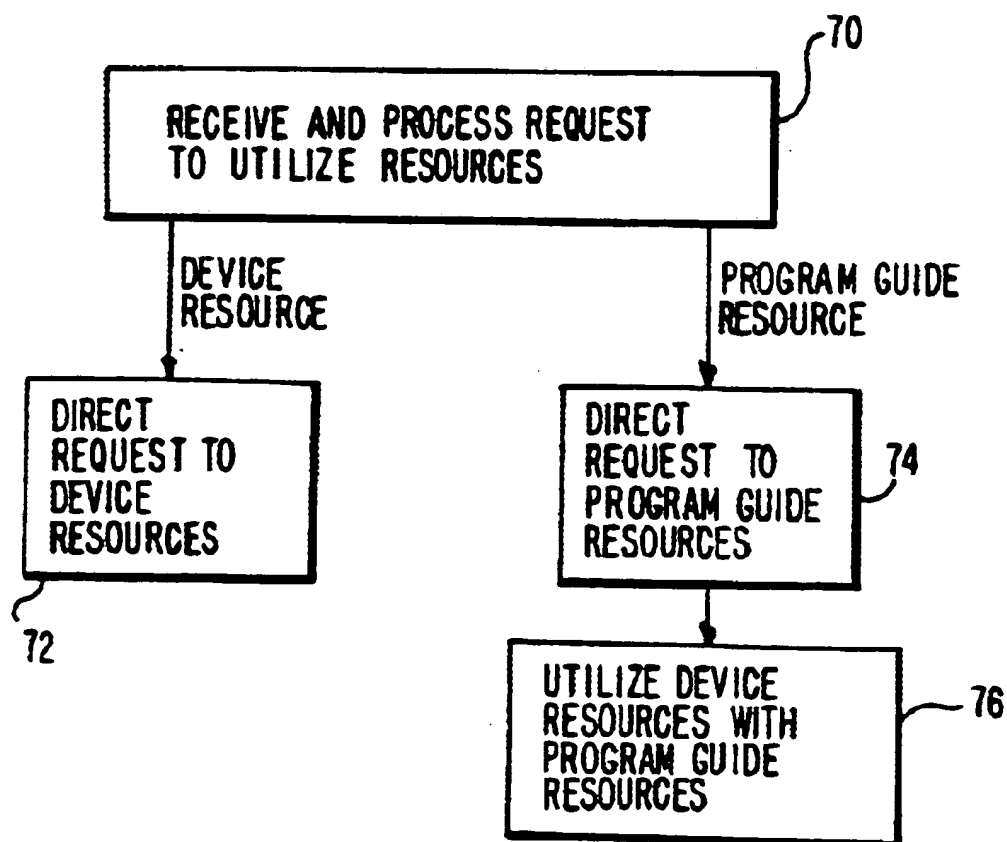 70
RECEIVE AND PROCESS REQUEST
TO UTILIZE RESOURCES
DEVICE
RESOURCE
PROGRAM GUIDE
RESOURCE
DIRECT
REQUEST TO
DEVICE
RESOURCES
72
DIRECT
REQUEST TO
PROGRAM GUIDE
RESOURCES
74
UTILIZE DEVICE
RESOURCES WITH
PROGRAM GUIDE
RESOURCES
76